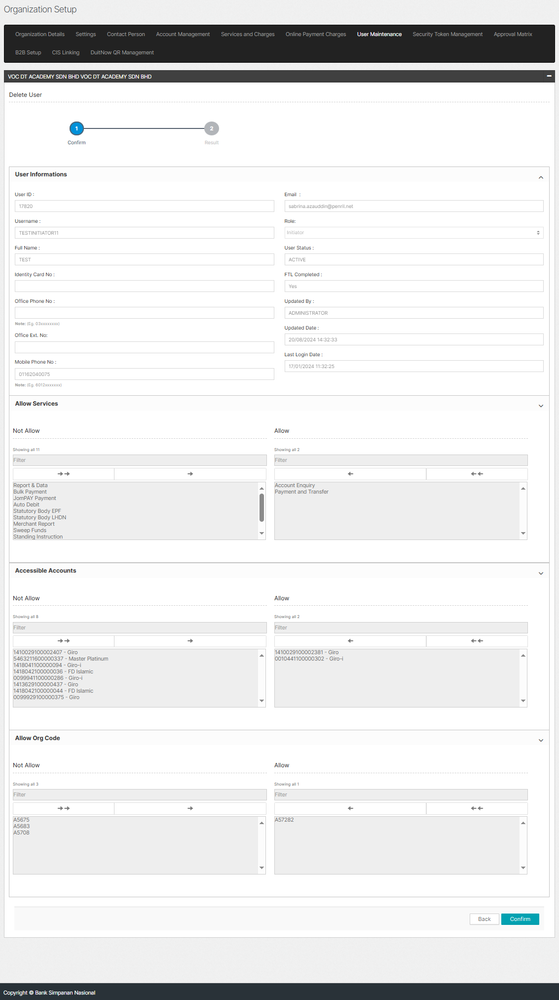 Organization Setup
Organization Details Settings Contact Person Account Management Services and Charges Online Payment Charges User Maintenance Security Token Management Approval Matrix
B2B Setup CIS Linking DuitNow QR Management
VOC DT ACADEMY SDN BHD VOC DT ACADEMY SDN BHD
Delete User
1 2
Confirm Result
User Informations
User ID :
17820
Username :
TESTINITIATOR11
Full Name :
TEST
Identity Card No :
Office Phone No :
Note: (Eg. 03xxxxxxxx)
Office Ext. No:
Mobile Phone No :
01162040075
Note: (Eg. 6012xxxxxxx)
Email :
sabrina.azauddin@penril.net
Role:
Initiator
User Status :
ACTIVE
FTL Completed :
Yes
Updated By :
ADMINISTRATOR
Updated Date :
20/08/2024 14:32:33
Last Login Date :
17/01/2024 11:32:25
Allow Services
Not Allow
Showing all 11
Filter
Report & Data
Bulk Payment
JomPAY Payment
Auto Debit
Statutory Body EPF
Statutory Body LHDN
Merchant Report
Sweep Funds
Standing Instruction
Allow
Showing all 2
Filter
Account Enquiry
Payment and Transfer
Accessible Accounts
Not Allow
Showing all 8
Filter
1410029100002407 - Giro
5463211600000337 - Master Platinum
1418041100000094 - Giro-i
1418042100000036 - FD Islamic
0099941100000286 - Giro-i
1413629100000437 - Giro
1418042100000044 - FD Islamic
0099929100000375 - Giro
Allow
Showing all 2
Filter
1410029100002381 - Giro
0010441100000302 - Giro-i
Allow Org Code
Not Allow
Showing all 3
Filter
A5675
A5683
A5708
Allow
Showing all 1
Filter
A57282
Back Confirm
Copyright © Bank Simpanan Nasional